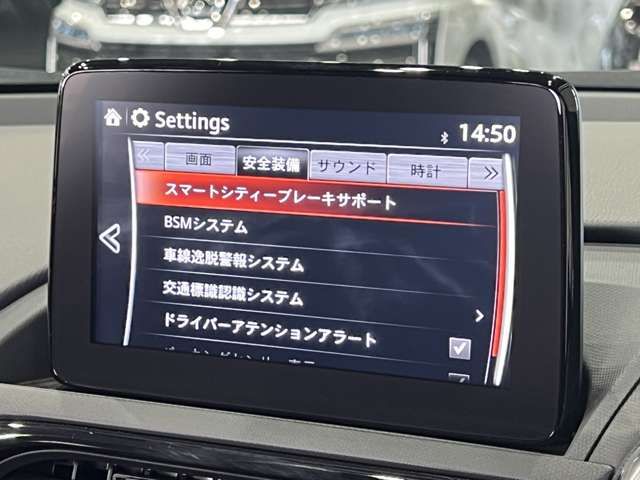 Settings
14:50
画面
安全装備
サウンド
時計
スマートシティーブレーキサポート
BSMシステム
車線逸脱警報システム
交通標識認識システム
ドライバーアテンションアラート